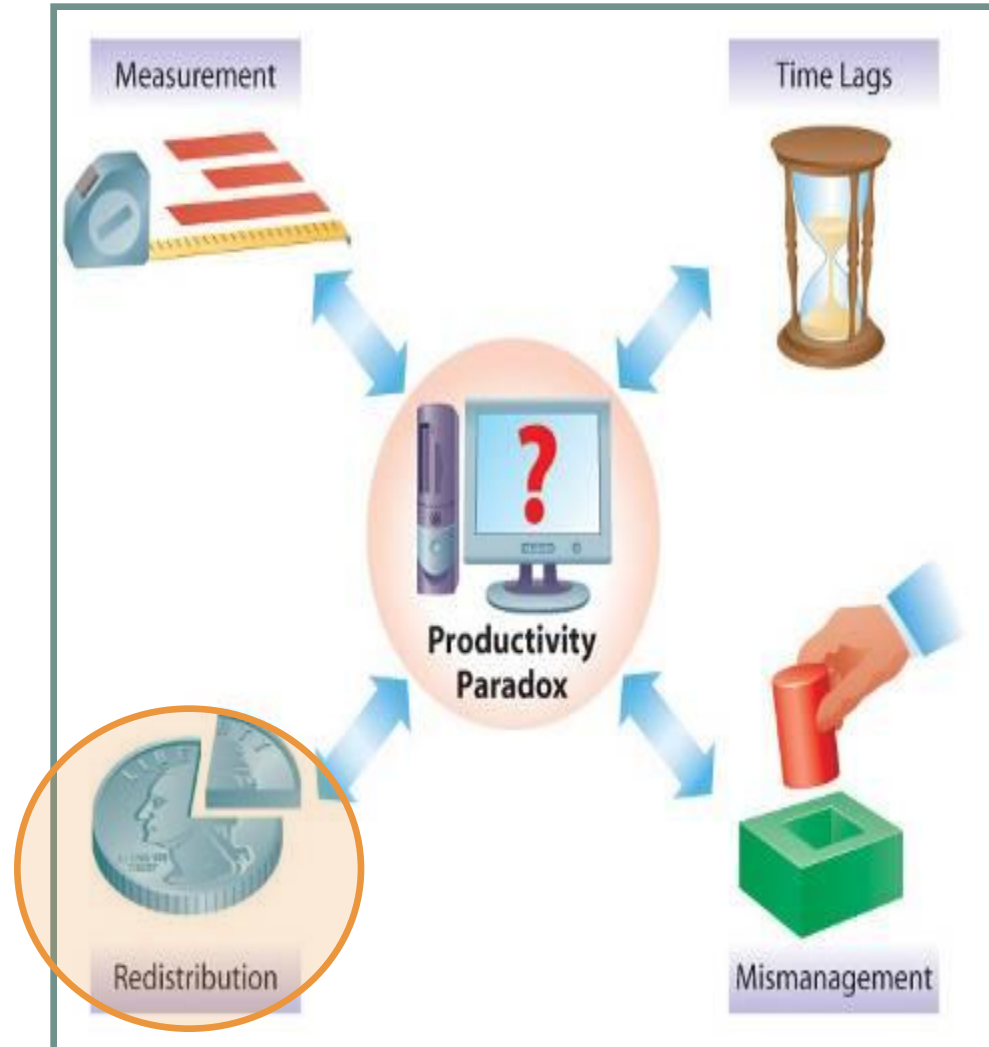 Measurement
Time Lags
?
Productivity
Paradox
Redistribution
Mismanagement